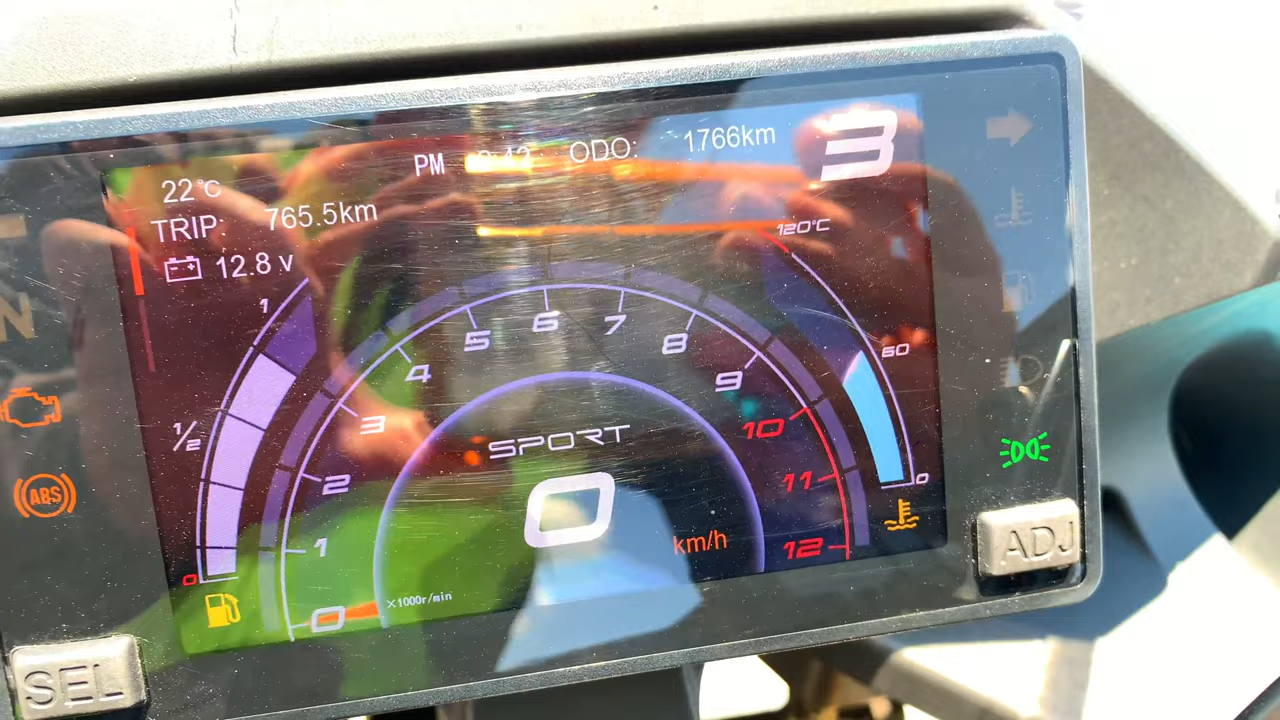 PM ODO: 1766km
3
22°C
TRIP: 765.5km
12.8 v
120°C
60
0
1
1/2
0
0
1
2
3
4
5
6
7
8
9
10
11
12
SPORT
0
km/h
×1000r/min
N
ABS
SEL
ADJ